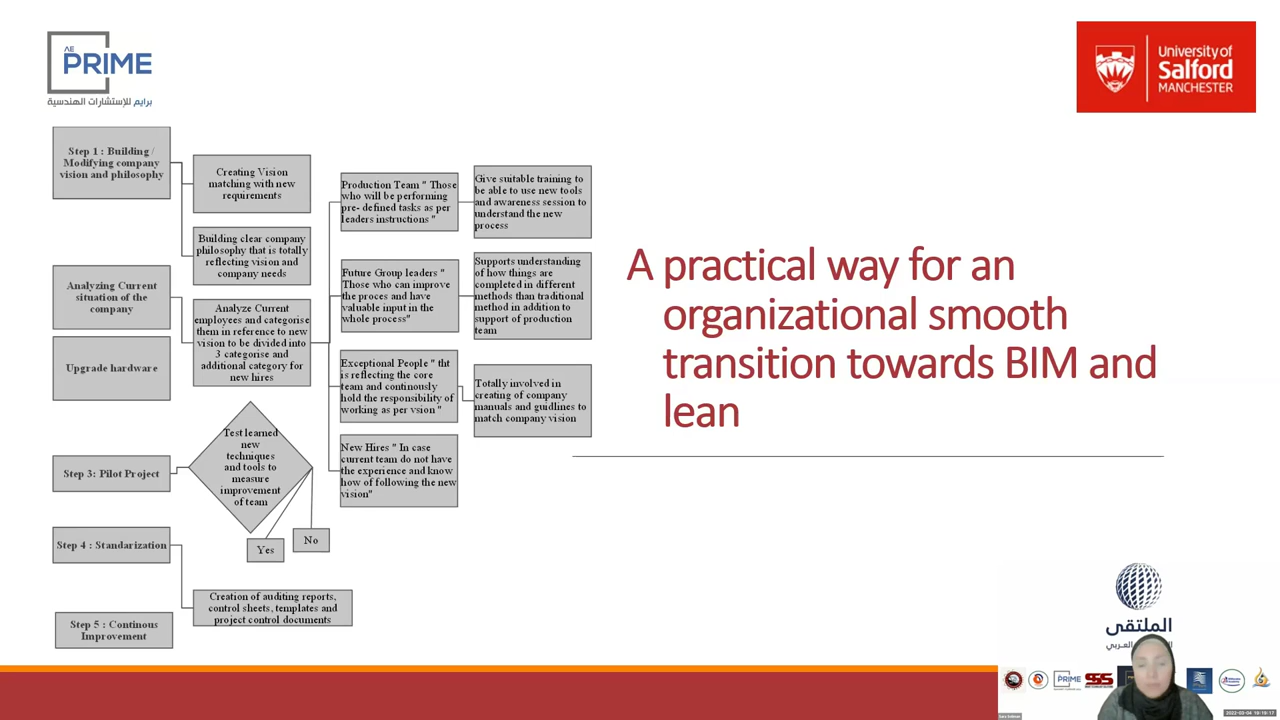 AE
PRIME
برايم للإستشارات الهندسية
University of
Salford
MANCHESTER
Step 1 : Building /
Modifying company
vision and philosophy
Creating Vision
matching with new
requirements
Building clear company
philosophy that is totally
reflecting vision and
company needs
Analyzing Current
situation of the
company
Analyze Current
employees and categorise
them in reference to new
vision to be divided into
3 categorise and
additional category for
new hires
Upgrade hardware
Production Team " Those
who will be performing
pre- defined tasks as per
leaders instructions "
Give suitable training to
be able to use new tools
and awareness session to
understand the new
process
Future Group leaders "
Those who can improve
the proces and have
valuable input in the
whole process"
Supports understanding
of how things are
completed in different
methods than traditional
method in addition to
support of production
team
Exceptional People " tht
is reflecting the core
team and continously
hold the responsibility of
working as per vsion "
Totally involved in
creating of company
manuals and guidlines to
match company vision
New Hires " In case
current team do not have
the experience and know
how of following the new
vision"
Step 3: Pilot Project
Test learned
new
techniques
and tools to
measure
improvement
of team
Yes
No
Step 4 : Standarization
Creation of auditing reports,
control sheets, templates and
project control documents
Step 5 : Continous
Improvement
A practical way for an
organizational smooth
transition towards BIM and
lean
الملتقى
PRIME
SSS
2022-03-04